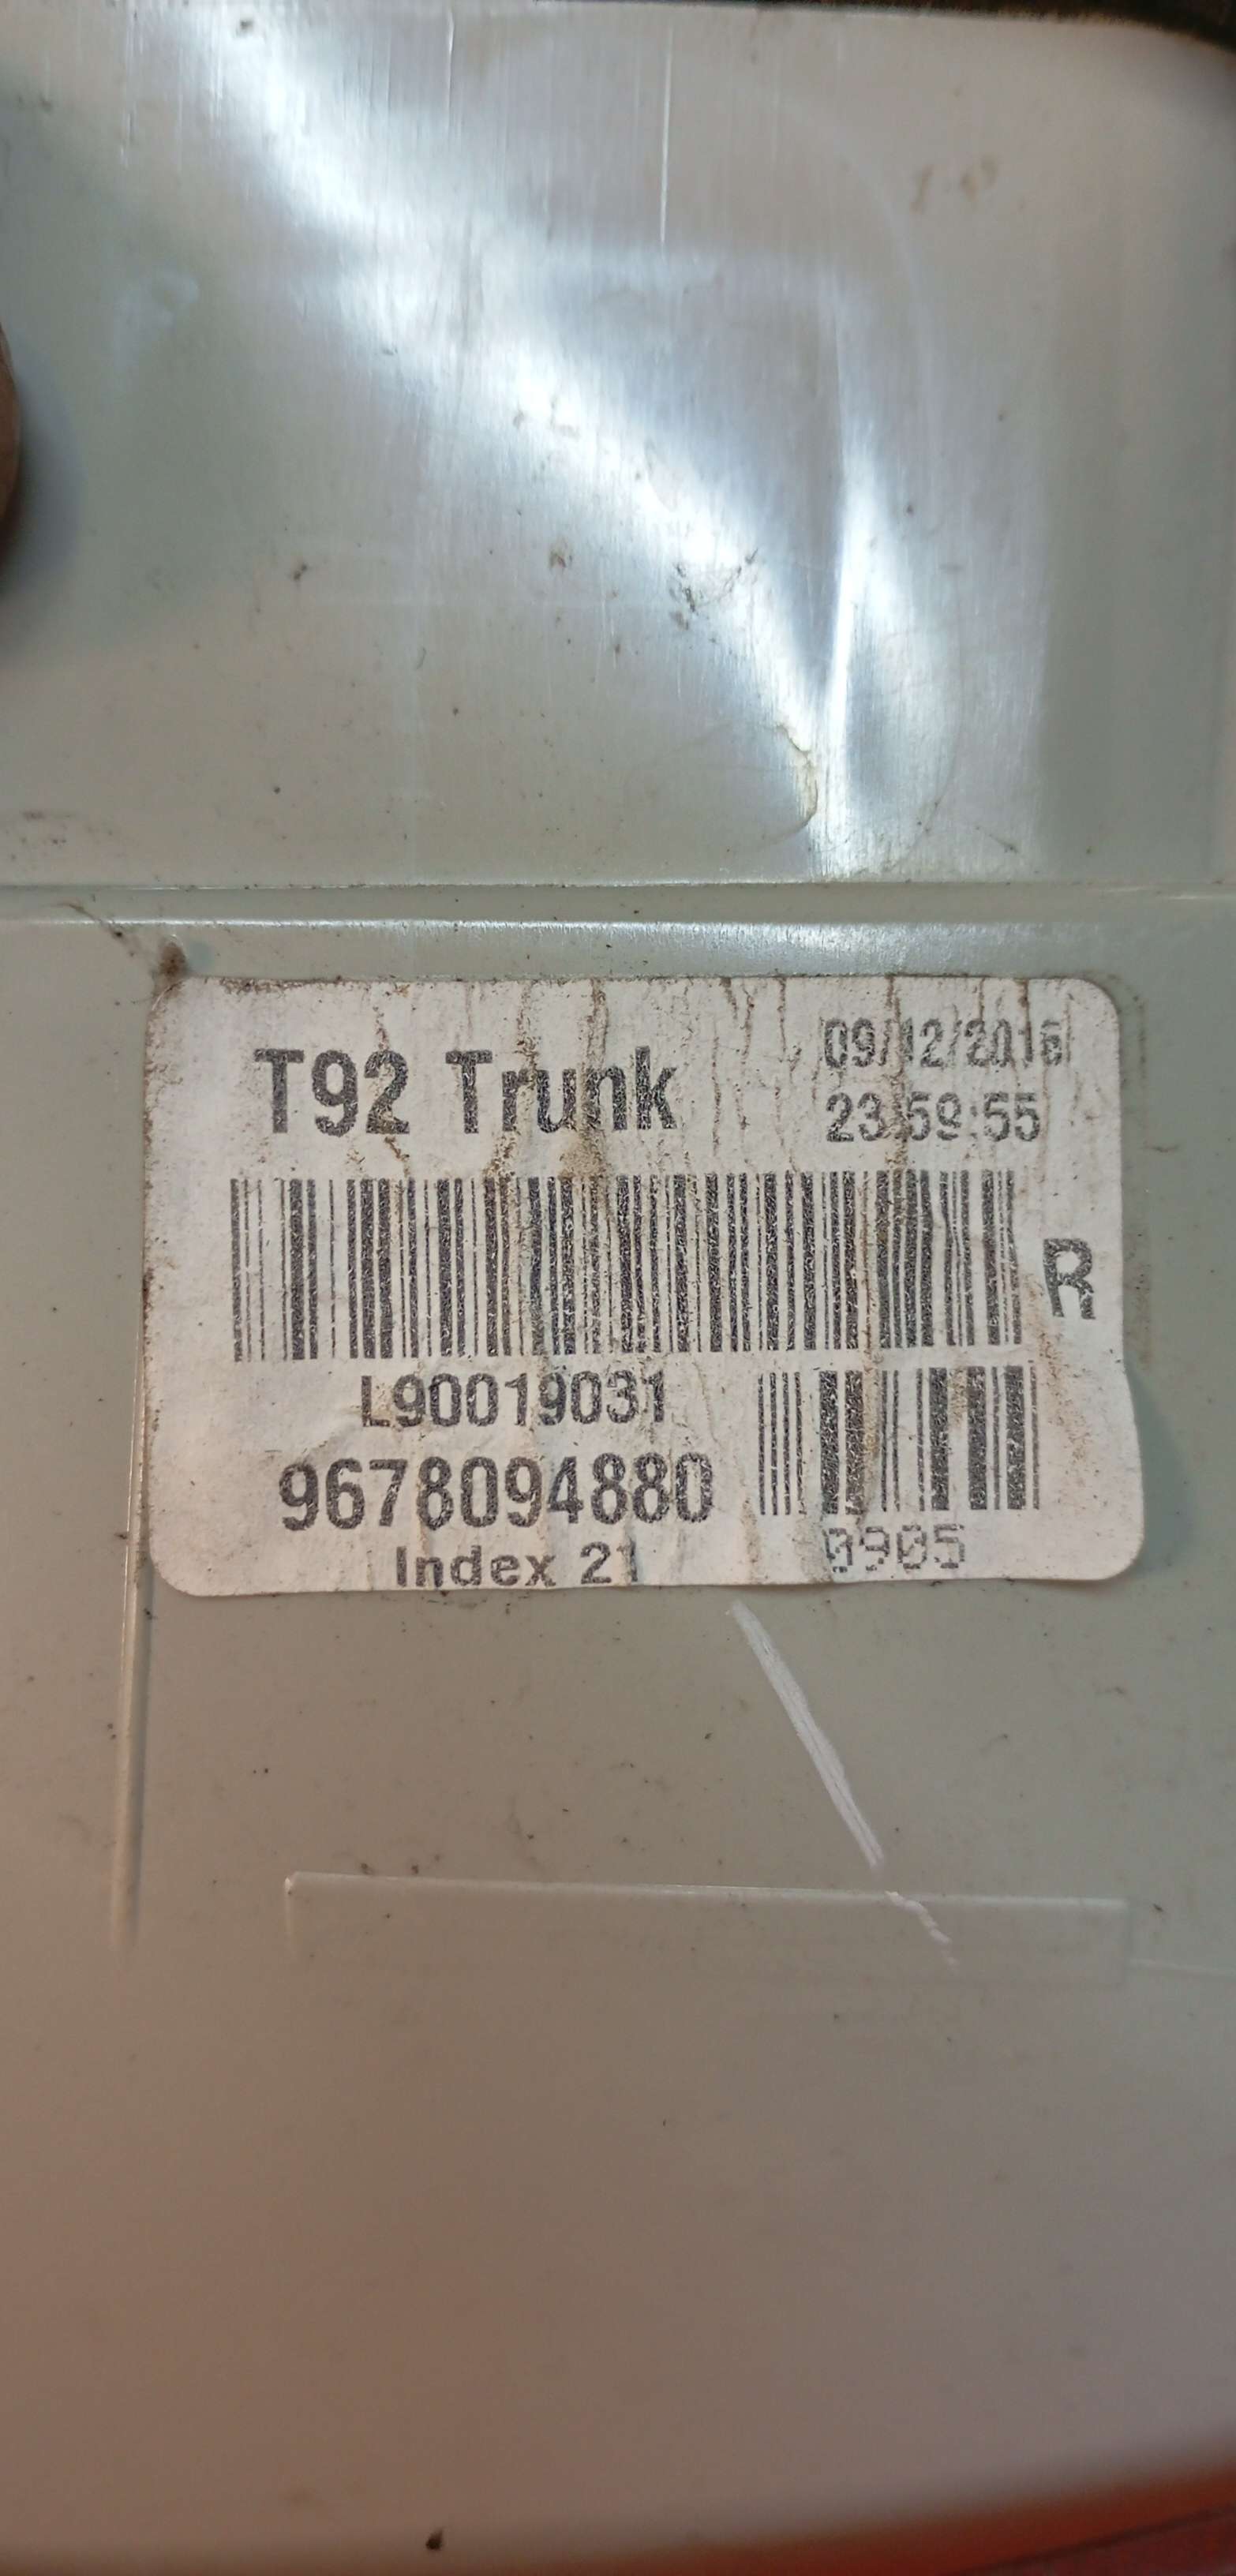 T92 Trunk
09/12/2016
23:59:55
R
L90019031
9678094880
Index 21
0905